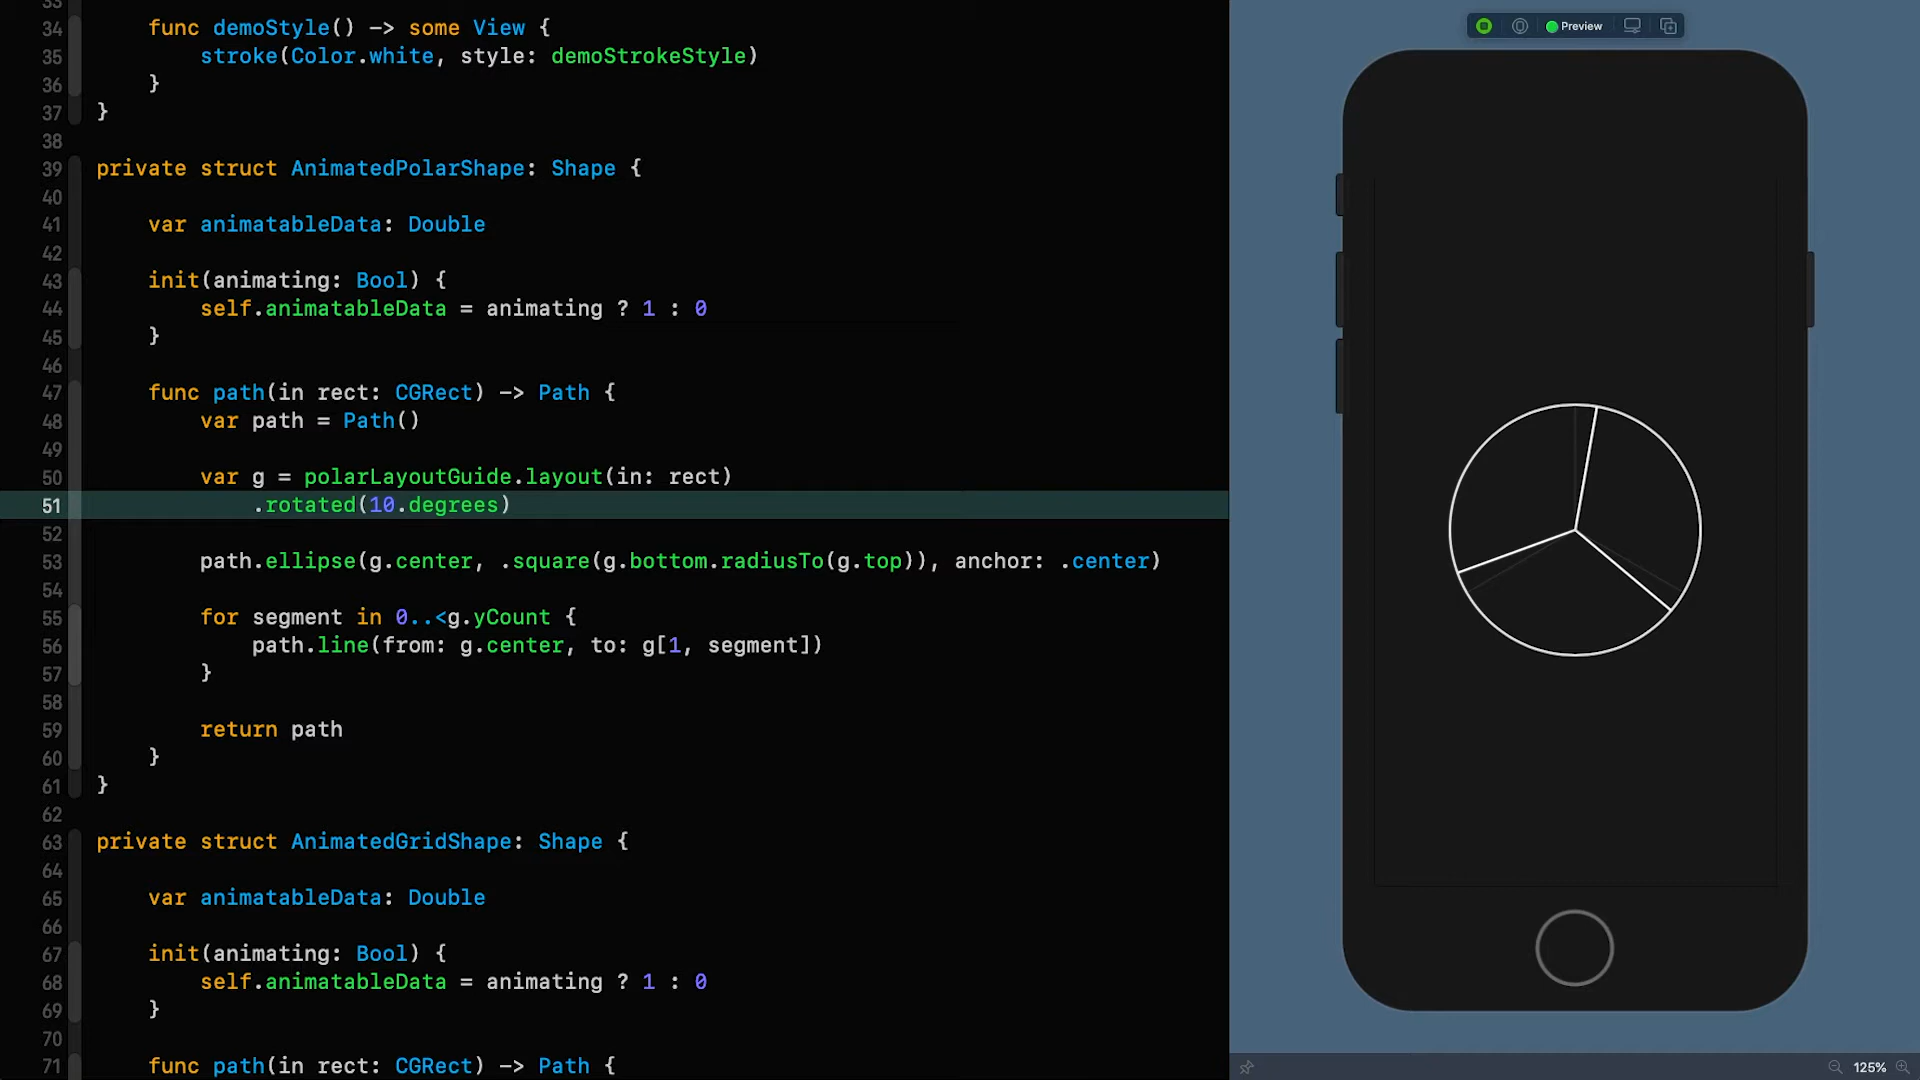 33
34 func demoStyle() -> some View {
35 stroke(Color.white, style: demoStrokeStyle)
36 }
37 }
38
39 private struct AnimatedPolarShape: Shape {
40
41 var animatableData: Double
42
43 init(animating: Bool) {
44 self.animatableData = animating ? 1 : 0
45 }
46
47 func path(in rect: CGRect) -> Path {
48 var path = Path()
49
50 var g = polarLayoutGuide.layout(in: rect)
51 .rotated(10.degrees)
52
53 path.ellipse(g.center, .square(g.bottom.radiusTo(g.top)), anchor: .center)
54
55 for segment in 0..<g.yCount {
56 path.line(from: g.center, to: g[1, segment])
57 }
58
59 return path
60 }
61 }
62
63 private struct AnimatedGridShape: Shape {
64
65 var animatableData: Double
66
67 init(animating: Bool) {
68 self.animatableData = animating ? 1 : 0
69 }
70
71 func path(in rect: CGRect) -> Path {
Preview
125%